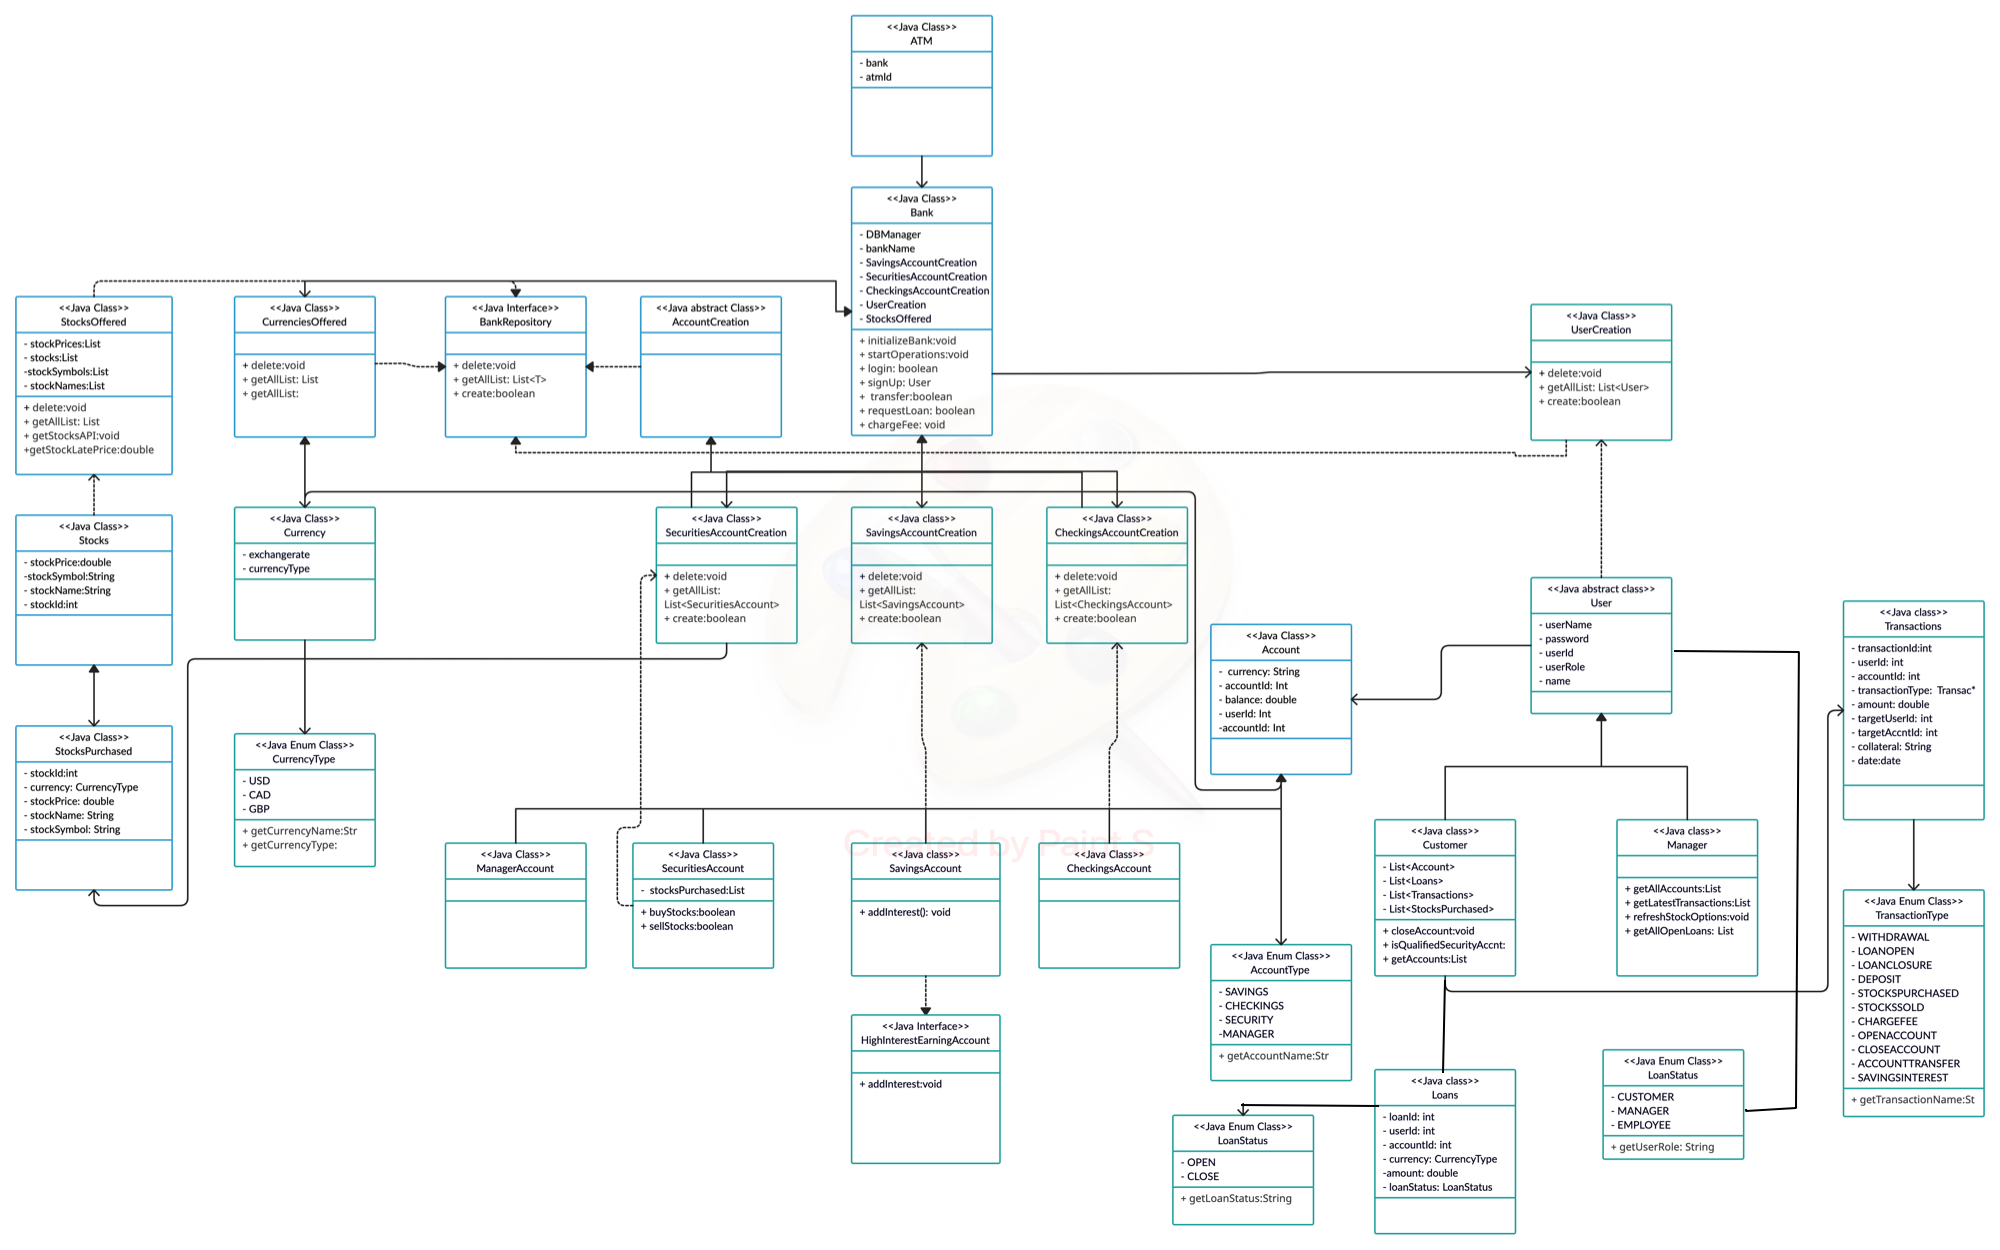 <<Java Class>>
ATM
- bank
- atmId
<<Java Class>>
Bank
- DBManager
- bankName
- SavingsAccountCreation
- SecuritiesAccountCreation
- CheckingsAccountCreation
- UserCreation
- StocksOffered
+ initializeBank:void
+ startOperations:void
+ login: boolean
+ signUp: User
+  transfer:boolean
+ requestLoan: boolean
+ chargeFee: void
<<Java Class>>
StocksOffered
- stockPrices:List
- stocks:List
-stockSymbols:List
- stockNames:List
+ delete:void
+ getAllList: List
+ getStocksAPI:void
+getStockLatePrice:double
<<Java Class>>
CurrenciesOffered
+ delete:void
+ getAllList: List
+ getAllList:
<<Java Interface>>
BankRepository
+ delete:void
+ getAllList: List<T>
+ create:boolean
<<Java abstract Class>>
AccountCreation
<<Java Class>>
UserCreation
+ delete:void
+ getAllList: List<User>
+ create:boolean
<<Java Class>>
Stocks
- stockPrice:double
-stockSymbol:String
- stockName:String
- stockId:int
<<Java Class>>
Currency
- exchangerate
- currencyType
<<Java Class>>
SecuritiesAccountCreation
+ delete:void
+ getAllList:
List<SecuritiesAccount>
+ create:boolean
<<Java class>>
SavingsAccountCreation
+ delete:void
+ getAllList:
List<SavingsAccount>
+ create:boolean
<<Java Class>>
CheckingsAccountCreation
+ delete:void
+ getAllList:
List<CheckingsAccount>
+ create:boolean
<<Java Class>>
Account
-  currency: String
- accountId: Int
- balance: double
- userId: Int
-accountId: Int
<<Java abstract class>>
User
- userName
- password
- userId
- userRole
- name
<<Java class>>
Transactions
- transactionId:int
- userId: int
- accountId: int
- transactionType:  Transac*
- amount: double
- targetUserId: int
- targetAccntId: int
- collateral: String
- date:date
<<Java Class>>
StocksPurchased
- stockId:int
- currency: CurrencyType
- stockPrice: double
- stockName: String
- stockSymbol: String
<<Java Enum Class>>
CurrencyType
- USD
- CAD
- GBP
+ getCurrencyName:Str
+ getCurrencyType:
Created by Paint S
<<Java Class>>
ManagerAccount
<<Java Class>>
SecuritiesAccount
-  stocksPurchased:List
+ buyStocks:boolean
+ sellStocks:boolean
<<Java class>>
SavingsAccount
+ addInterest(): void
<<Java Class>>
CheckingsAccount
<<Java class>>
Customer
- List<Account>
- List<Loans>
- List<Transactions>
- List<StocksPurchased>
+ closeAccount:void
+ isQualifiedSecurityAccnt:
+ getAccounts:List
<<Java class>>
Manager
+ getAllAccounts:List
+ getLatestTransactions:List
+ refreshStockOptions:void
+ getAllOpenLoans: List
<<Java Enum Class>>
TransactionType
- WITHDRAWAL
- LOANOPEN
- LOANCLOSURE
- DEPOSIT
- STOCKSPURCHASED
- STOCKSSOLD
- CHARGEFEE
- OPENACCOUNT
- CLOSEACCOUNT
- ACCOUNTTRANSFER
- SAVINGSINTEREST
+ getTransactionName:St
<<Java Enum Class>>
AccountType
- SAVINGS
- CHECKINGS
- SECURITY
-MANAGER
+ getAccountName:Str
<<Java Interface>>
HighInterestEarningAccount
+ addInterest:void
<<Java Enum Class>>
LoanStatus
- OPEN
- CLOSE
+ getLoanStatus:String
<<Java class>>
Loans
- loanId: int
- userId: int
- accountId: int
- currency: CurrencyType
-amount: double
- loanStatus: LoanStatus
<<Java Enum Class>>
LoanStatus
- CUSTOMER
- MANAGER
- EMPLOYEE
+ getUserRole: String